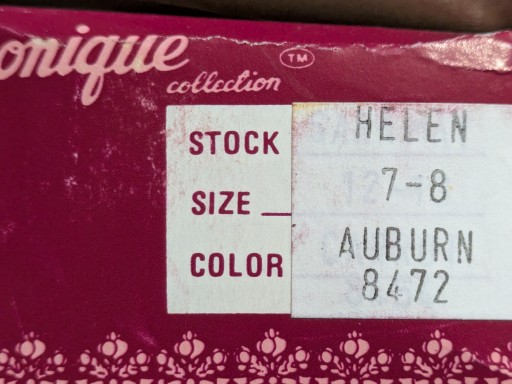 onique ™
collection
STOCK HELEN
SIZE 7-8
COLOR AUBURN
8472